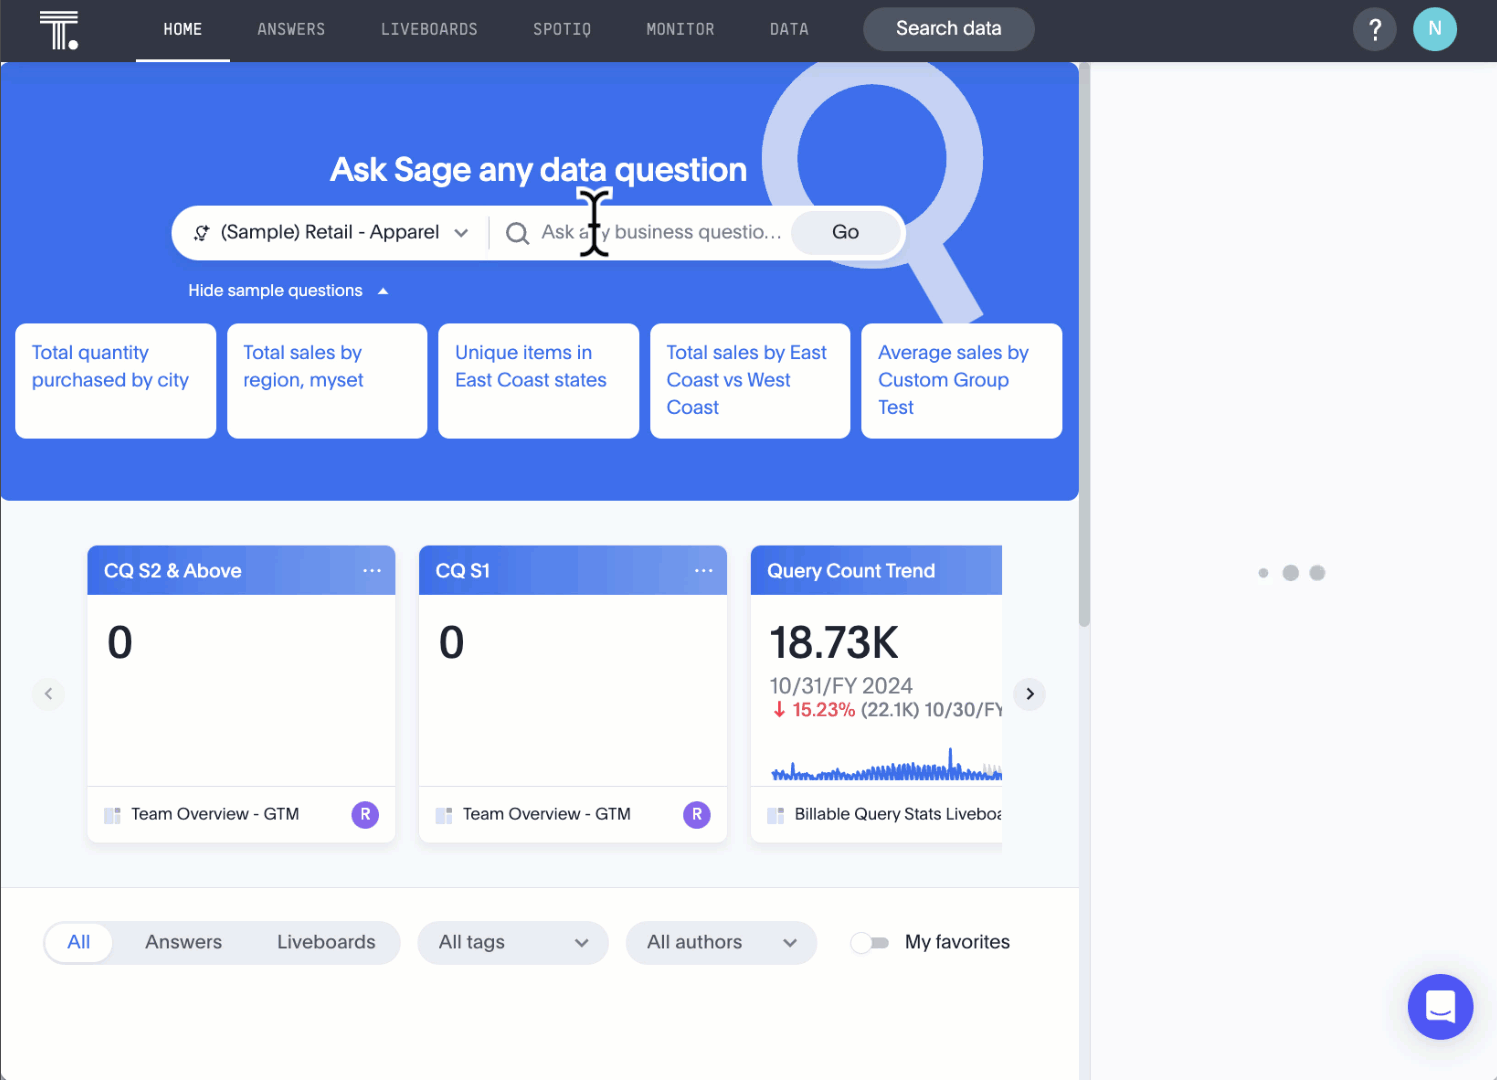 T.
HOME
ANSWERS
LIVEBOARDS
SPOTIQ
MONITOR
DATA
Search data
?
N
Ask Sage any data question
(Sample) Retail - Apparel
Ask any business questio...
Go
Hide sample questions
Total quantity
purchased by city
Total sales by
region, myset
Unique items in
East Coast states
Total sales by East
Coast vs West
Coast
Average sales by
Custom Group
Test
CQ S2 & Above
0
Team Overview - GTM
R
CQ S1
0
Team Overview - GTM
R
Query Count Trend
18.73K
10/31/FY 2024
15.23% (22.1K) 10/30/FY
Billable Query Stats Liveboa
All
Answers
Liveboards
All tags
All authors
My favorites